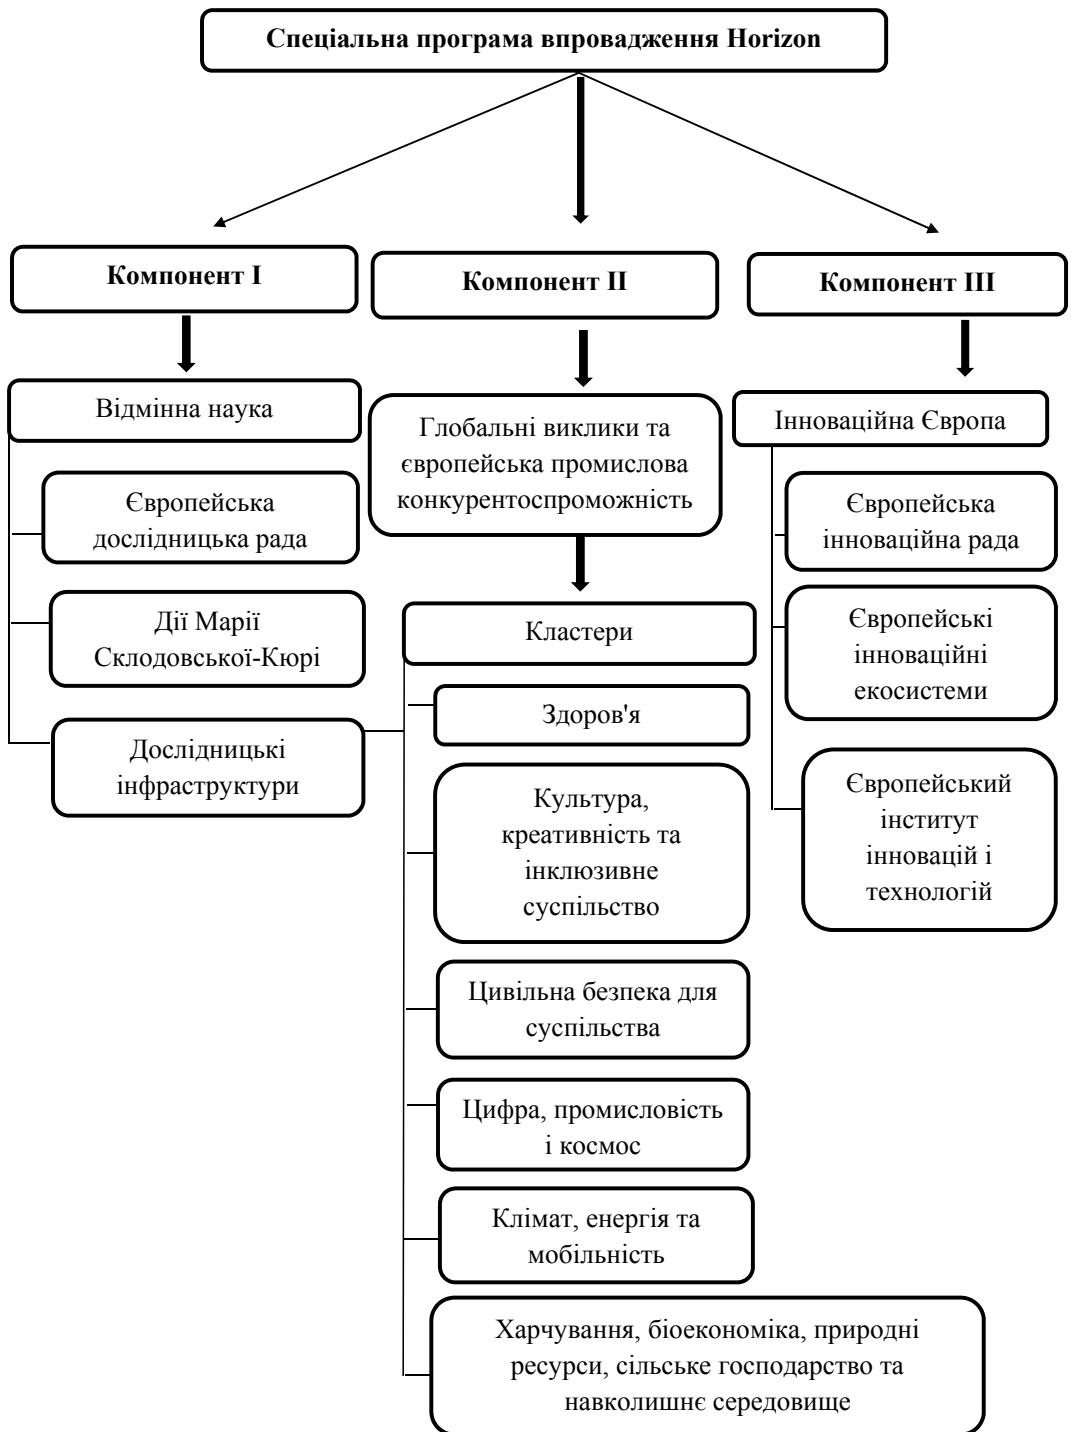 Спеціальна програма впровадження Horizon
Компонент I
Компонент II
Компонент III
Відмінна наука
Європейська
дослідницька рада
Дії Марії
Склодовської-Кюрі
Дослідницькі
інфраструктури
Глобальні виклики та
європейська промислова
конкурентоспроможність
Кластери
Здоров'я
Культура,
креативність та
інклюзивне
суспільство
Цивільна безпека для
суспільства
Цифра, промисловість
і космос
Клімат, енергія та
мобільність
Харчування, біоекономіка, природні
ресурси, сільське господарство та
навколишнє середовище
Інноваційна Європа
Європейська
інноваційна рада
Європейські
інноваційні
екосистеми
Європейський
інститут
інновацій і
технологій